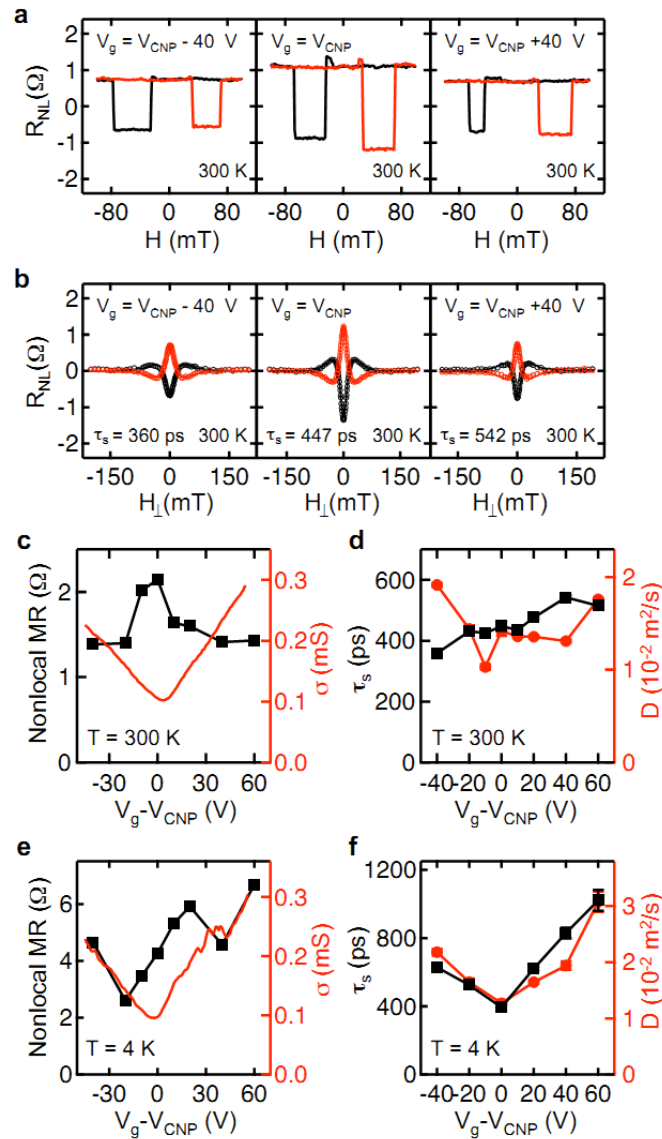 a
V_g = V_CNP - 40 V
V_g = V_CNP
V_g = V_CNP +40 V
R_NL(Ω)
2
1
0
-1
-2
300 K
300 K
300 K
-80 0 80
-80 0 80
-80 0 80
H (mT)
H (mT)
H (mT)
b
V_g = V_CNP - 40 V
V_g = V_CNP
V_g = V_CNP +40 V
R_NL(Ω)
2
1
0
-1
-2
τ_s = 360 ps 300 K
τ_s = 447 ps 300 K
τ_s = 542 ps 300 K
-150 0 150
-150 0 150
-150 0 150
H_⊥(mT)
H_⊥(mT)
H_⊥(mT)
c
Nonlocal MR (Ω)
2
1
0
0.3
0.2
0.1
0.0
σ (mS)
T = 300 K
-30 0 30 60
V_g-V_CNP (V)
d
τ_s (ps)
600
400
200
0
2
1
0
D (10⁻² m²/s)
T = 300 K
-40 -20 0 20 40 60
V_g-V_CNP (V)
e
Nonlocal MR (Ω)
6
4
2
0
0.3
0.2
0.1
0.0
σ (mS)
T = 4 K
-30 0 30 60
V_g-V_CNP (V)
f
τ_s (ps)
1200
800
400
0
3
2
1
0
D (10⁻² m²/s)
T = 4 K
-40 -20 0 20 40 60
V_g-V_CNP (V)